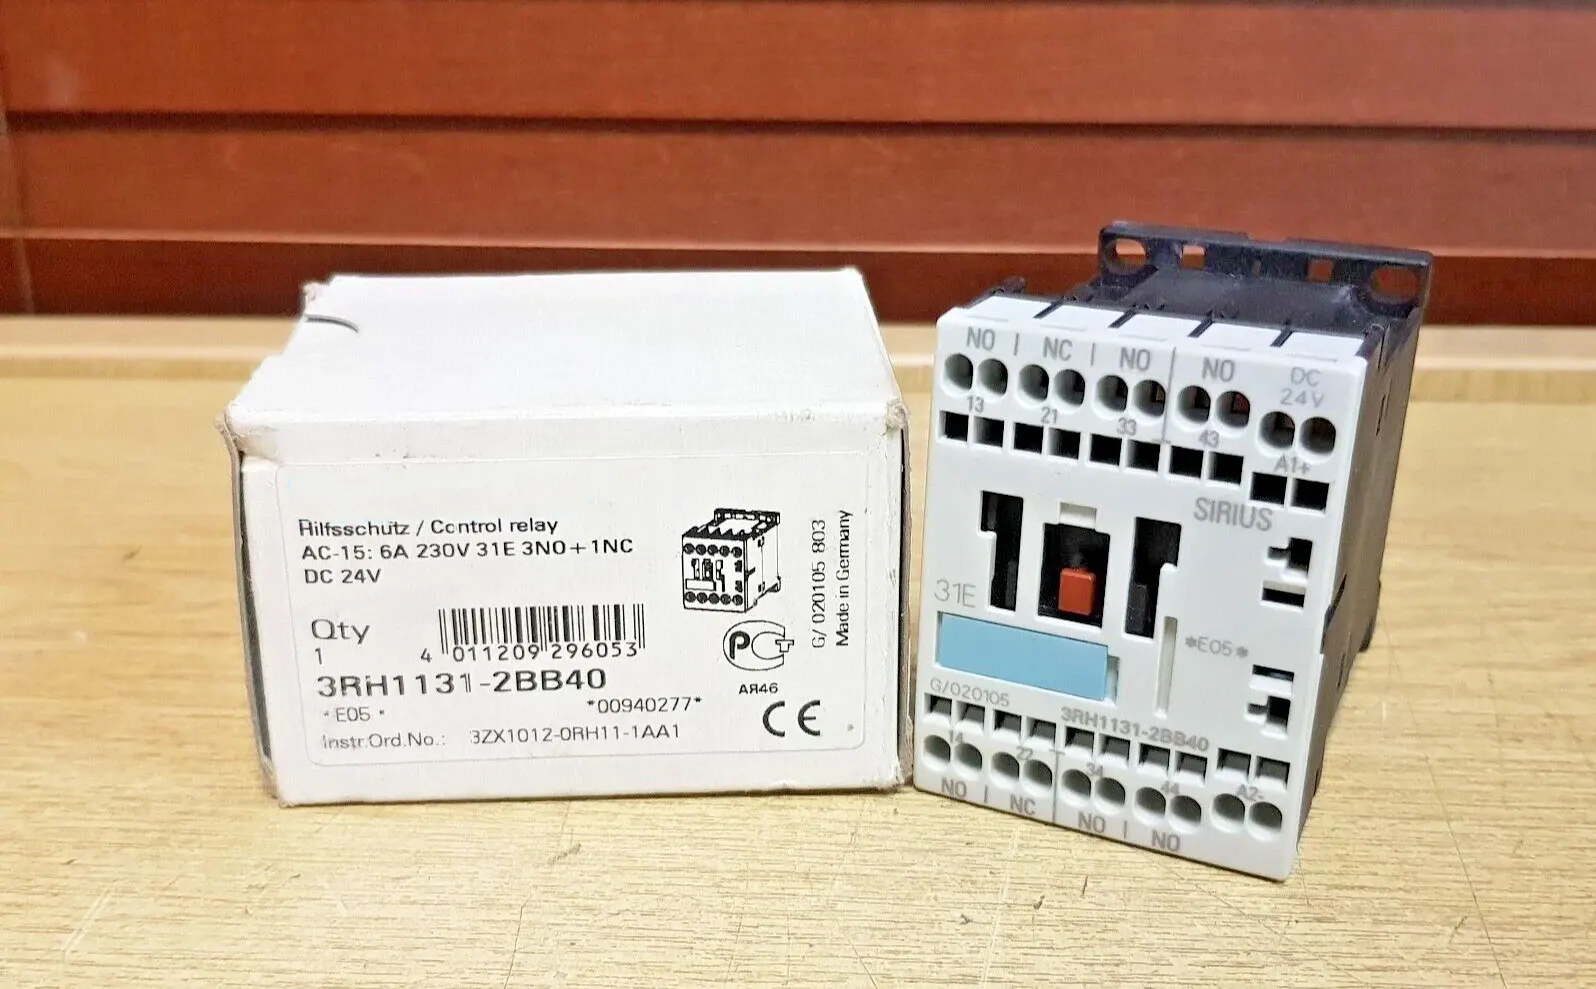 Hilfsschutz / Control relay
AC-15: 6A 230V 31E 3NO+1NC
DC 24V
Qty
1
4 011209 296053
3RH1131-2BB40
*E05*
*00940277*
Instr.Ord.No.: 3ZX1012-0RH11-1AA1
АЯ46
CE
G/020105 803
Made in Germany
NO | NC | NO NO DC
24V
13 21 33 43 A1+
SIRIUS
31E
*E05*
G/020105
3RH1131-2BB40
14 22 34 44 A2-
NO | NC NO | NO